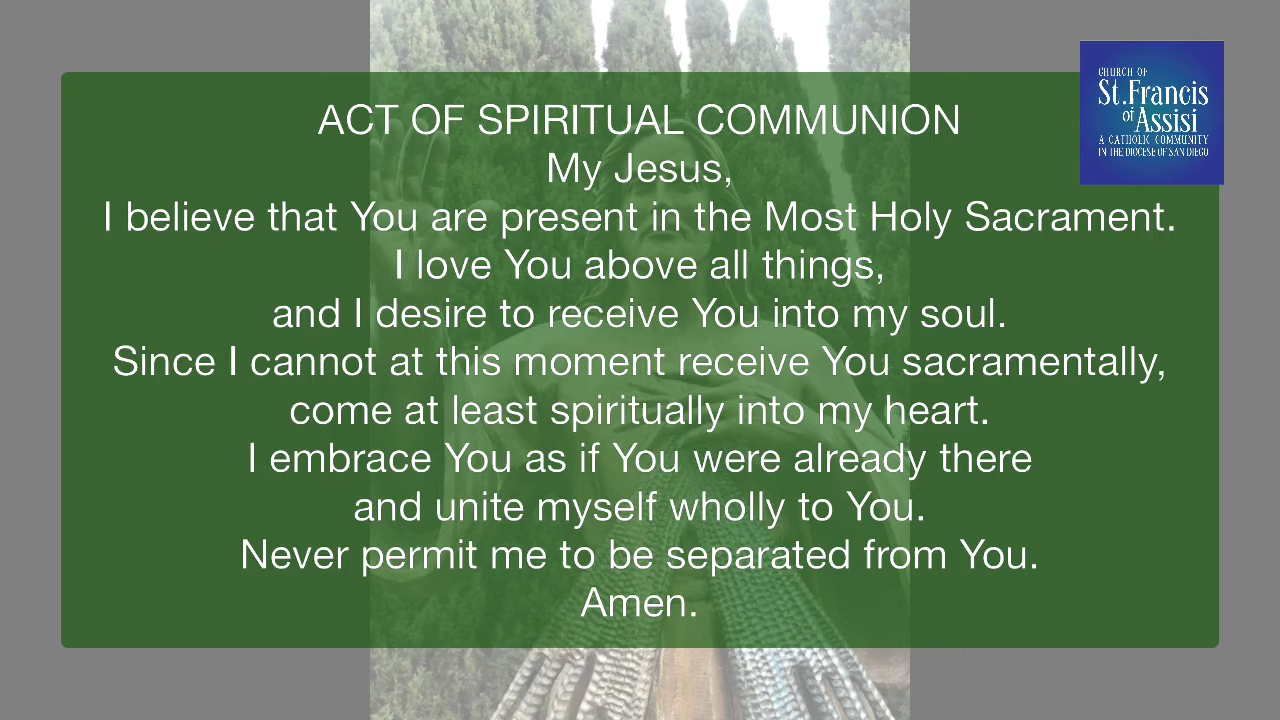 ACT OF SPIRITUAL COMMUNION
My Jesus,
I believe that You are present in the Most Holy Sacrament.
I love You above all things,
and I desire to receive You into my soul.
Since I cannot at this moment receive You sacramentally,
come at least spiritually into my heart.
I embrace You as if You were already there
and unite myself wholly to You.
Never permit me to be separated from You.
Amen.
CHURCH OF
St. Francis
of Assisi
A CATHOLIC COMMUNITY
IN THE DIOCESE OF SAN DIEGO